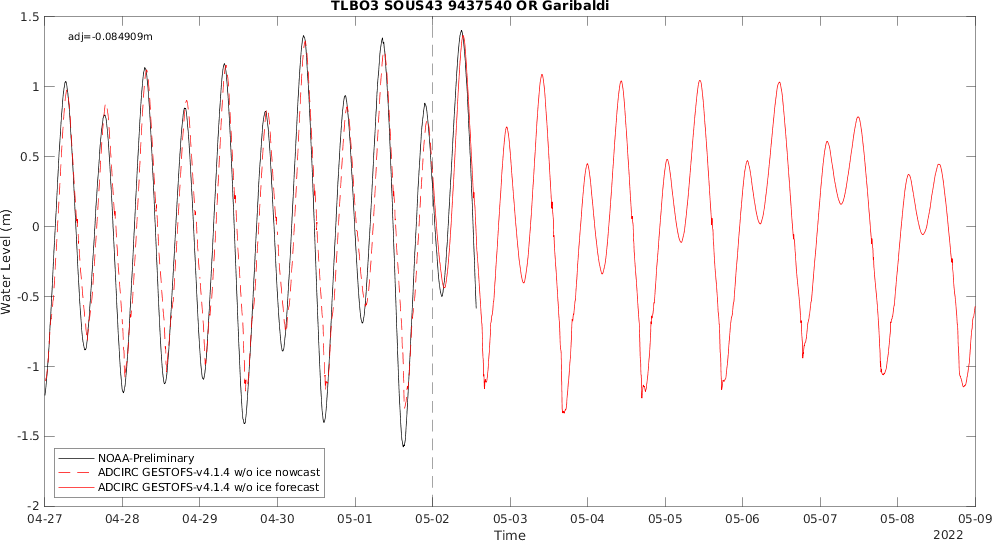 TLBO3 SOUS43 9437540 OR Garibaldi
adj=-0.084909m
1.5
1
0.5
0
-0.5
-1
-1.5
-2
Water Level (m)
NOAA-Preliminary
ADCIRC GESTOFS-v4.1.4 w/o ice nowcast
ADCIRC GESTOFS-v4.1.4 w/o ice forecast
04-27 04-28 04-29 04-30 05-01 05-02 05-03 05-04 05-05 05-06 05-07 05-08 05-09
Time
2022